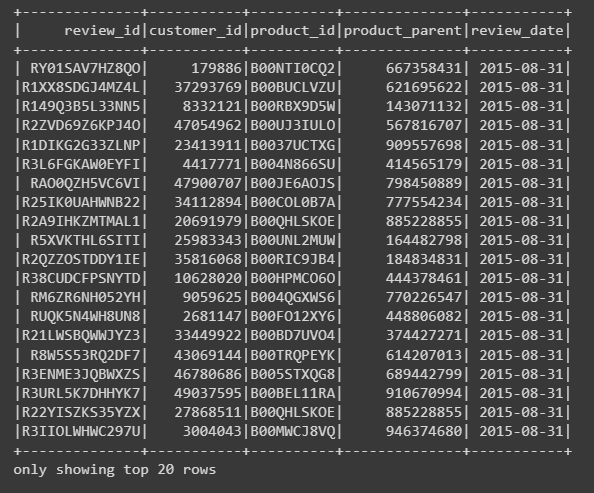 +--------------+-----------+----------+--------------+-----------+
|     review_id|customer_id|product_id|product_parent|review_date|
+--------------+-----------+----------+--------------+-----------+
| RY01SAV7HZ8QO|     179886|B00NTI0CQ2|     667358431| 2015-08-31|
|R1XX8SDGJ4MZ4L|   37293769|B00BUCLVZU|     621695622| 2015-08-31|
|R149Q3B5L33NN5|    8332121|B00RBX9D5W|     143071132| 2015-08-31|
|R2ZVD69Z6KPJ4O|   47054962|B00UJ3IULO|     567816707| 2015-08-31|
|R1DIKG2G33ZLNP|   23413911|B0037UCTXG|     909557698| 2015-08-31|
|R3L6FGKAW0EYFI|    4417771|B004N866SU|     414565179| 2015-08-31|
| RAO0QZH5VC6VI|   47900707|B00JE6AOJS|     798450889| 2015-08-31|
|R25IK0UAHWNB22|   34112894|B00COL0B7A|     777554234| 2015-08-31|
|R2A9IHKZMTMAL1|   20691979|B00QHLSKOE|     885228855| 2015-08-31|
| R5XVKTHL6SITI|   25983343|B00UNL2MUW|     164482798| 2015-08-31|
|R2QZZOSTDDY1IE|   35816068|B00RIC9JB4|     184834831| 2015-08-31|
|R38CUDCFPSNYTD|   10628020|B00HPMCO6O|     444378461| 2015-08-31|
| RM6ZR6NH052YH|    9059625|B004QGXWS6|     770226547| 2015-08-31|
| RUQK5N4WH8UN8|    2681147|B00FO12XY6|     448806082| 2015-08-31|
|R21LWSBQWWJYZ3|   33449922|B00BD7UVO4|     374427271| 2015-08-31|
| R8W5S53RQ2DF7|   43069144|B00TRQPEYK|     614207013| 2015-08-31|
|R3ENME3JQBWXZS|   46780686|B005STXQG8|     689442799| 2015-08-31|
|R3URL5K7DHHYK7|   49037595|B00BEL11RA|     910670994| 2015-08-31|
|R22YISZKS35YZX|   27868511|B00QHLSKOE|     885228855| 2015-08-31|
|R3IIOLWHWC297U|    3004043|B00MWCJ8VQ|     946374680| 2015-08-31|
+--------------+-----------+----------+--------------+-----------+
only showing top 20 rows